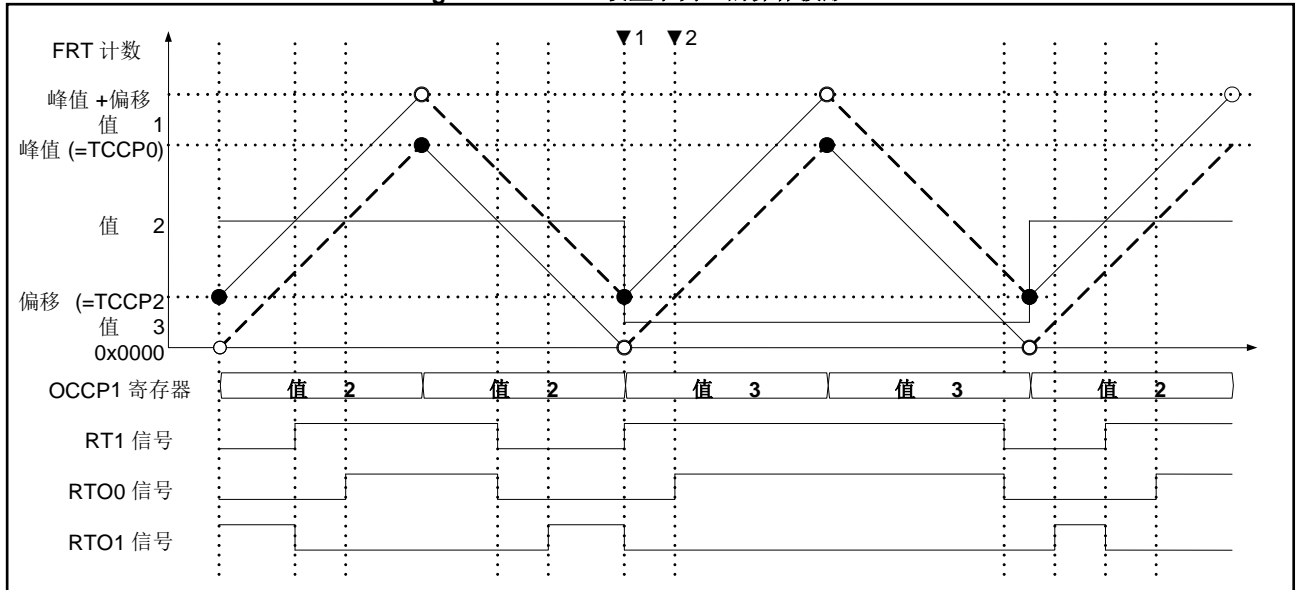 ▼1 ▼2
FRT 计数
峰值 +偏移
值 1
峰值 (=TCCP0)
值 2
偏移 (=TCCP2
值 3
0x0000
OCCP1 寄存器 值 2 值 2 值 3 值 3 值 2
RT1 信号
RTO0 信号
RTO1 信号